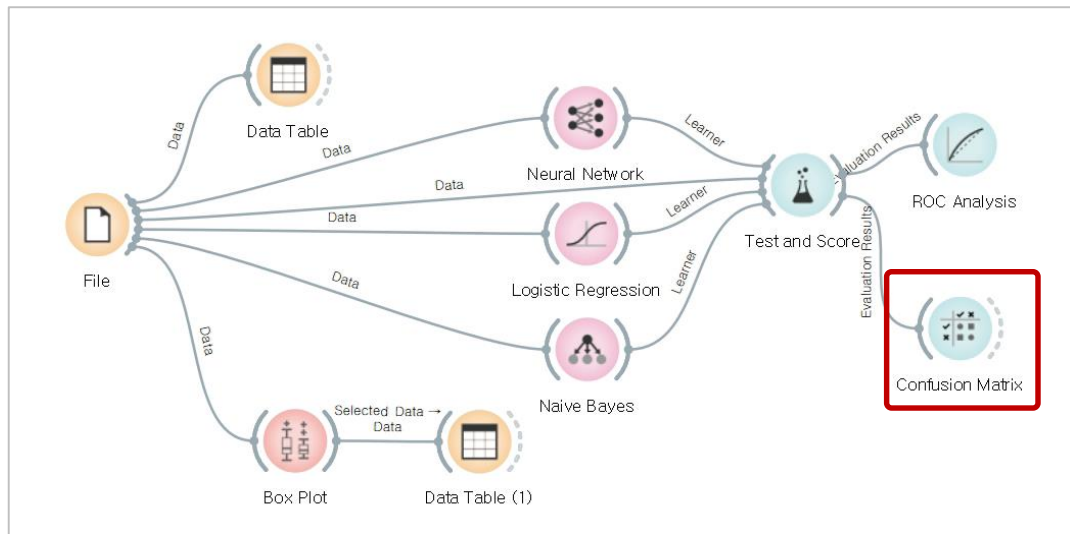 Data Table
Data
Data
Neural Network
Learner
Evaluation Results
ROC Analysis
Data
Data
Learner
Test and Score
File
Logistic Regression
Evaluation Results
Data
Learner
Confusion Matrix
Data
Naive Bayes
Selected Data →
Data
Box Plot
Data Table (1)